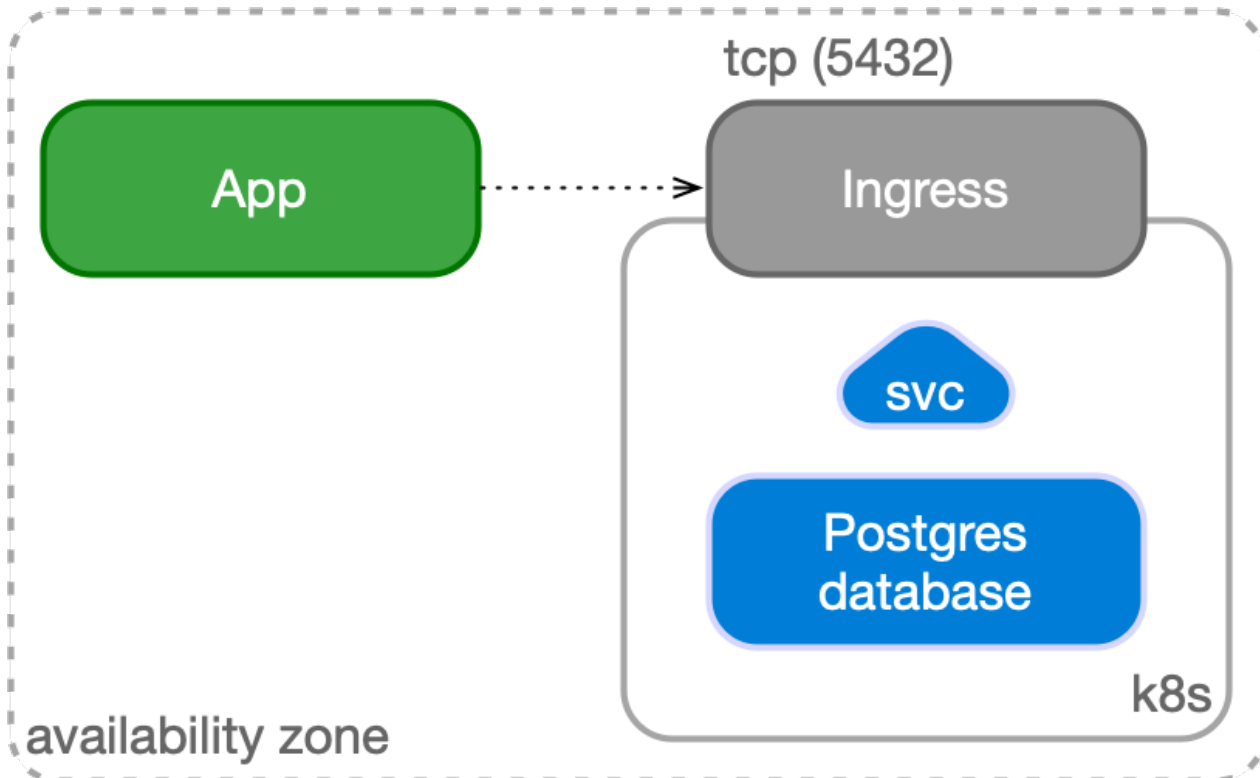 tcp (5432)
App
Ingress
svc
Postgres
database
k8s
availability zone